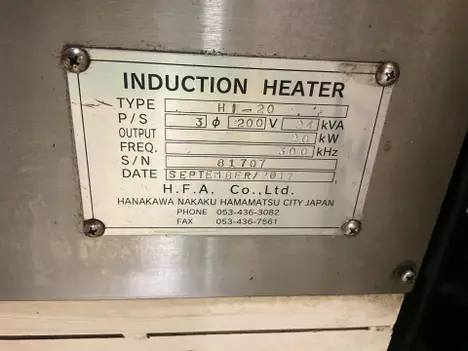 INDUCTION HEATER
TYPE HI-20
P/S 3 φ 200 V kVA
OUTPUT 20 kW
FREQ. 300 kHz
S/N 81707
DATE SEPTEMBER/2017
H.F.A. Co.,Ltd.
HANAKAWA NAKAKU HAMAMATSU CITY JAPAN
PHONE 053-436-3082
FAX 053-436-7561